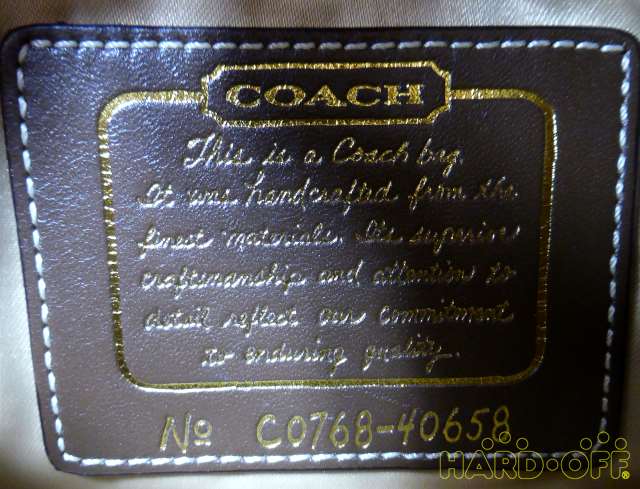 COACH
This is a Coach bag.
It was handcrafted from the
finest materials. Its superior
craftsmanship and attention to
detail reflect our commitment
to enduring quality.
No C0768-40658
HARD·OFF®